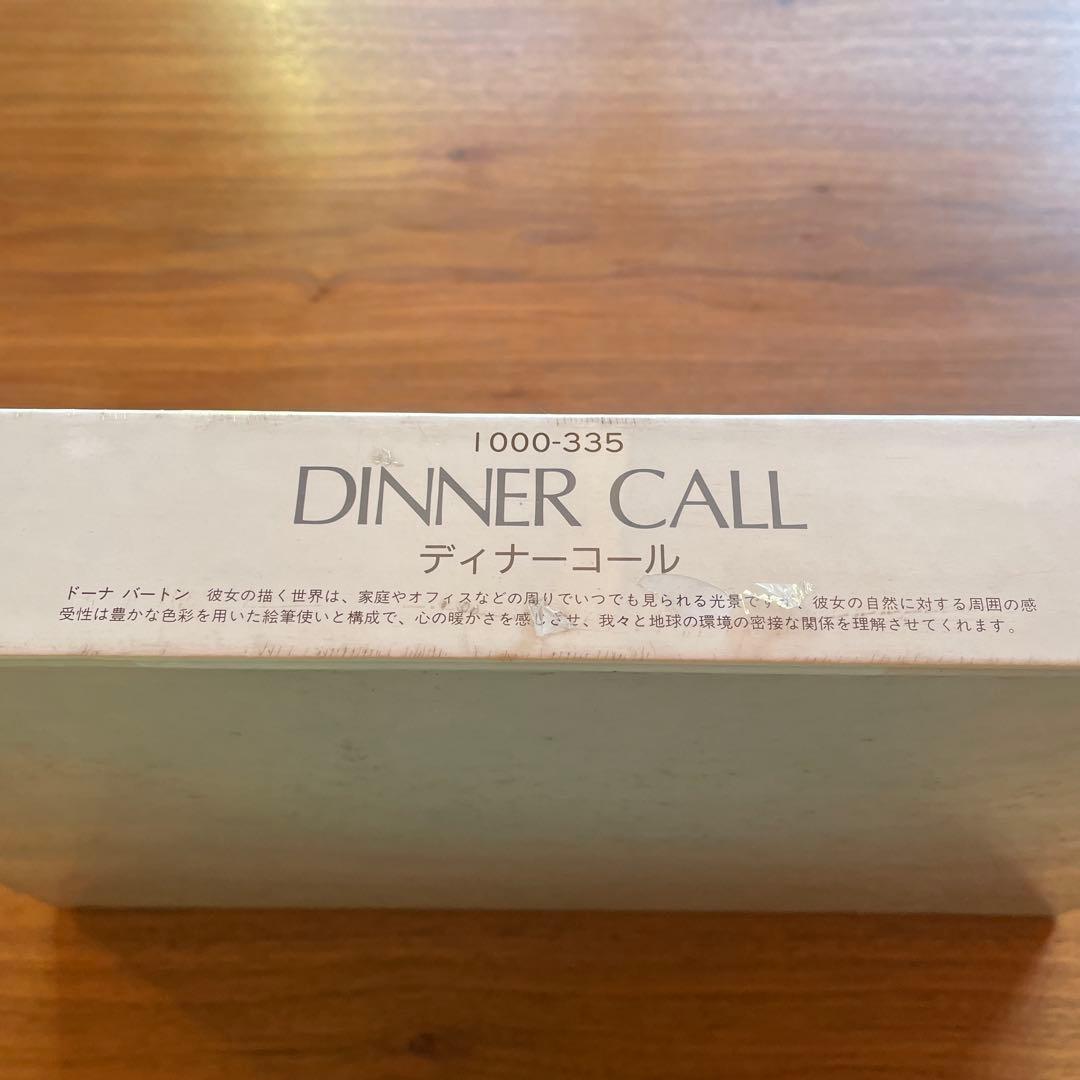 1000-335
DINNER CALL
ディナーコール
ドーナ バートン 彼女の描く世界は、家庭やオフィスなどの周りでいつでも見られる光景です 、彼女の自然に対する周囲の感
受性は豊かな色彩を用いた絵筆使いと構成で、心の暖かさを感じさせ、我々と地球の環境の密接な関係を理解させてくれます。